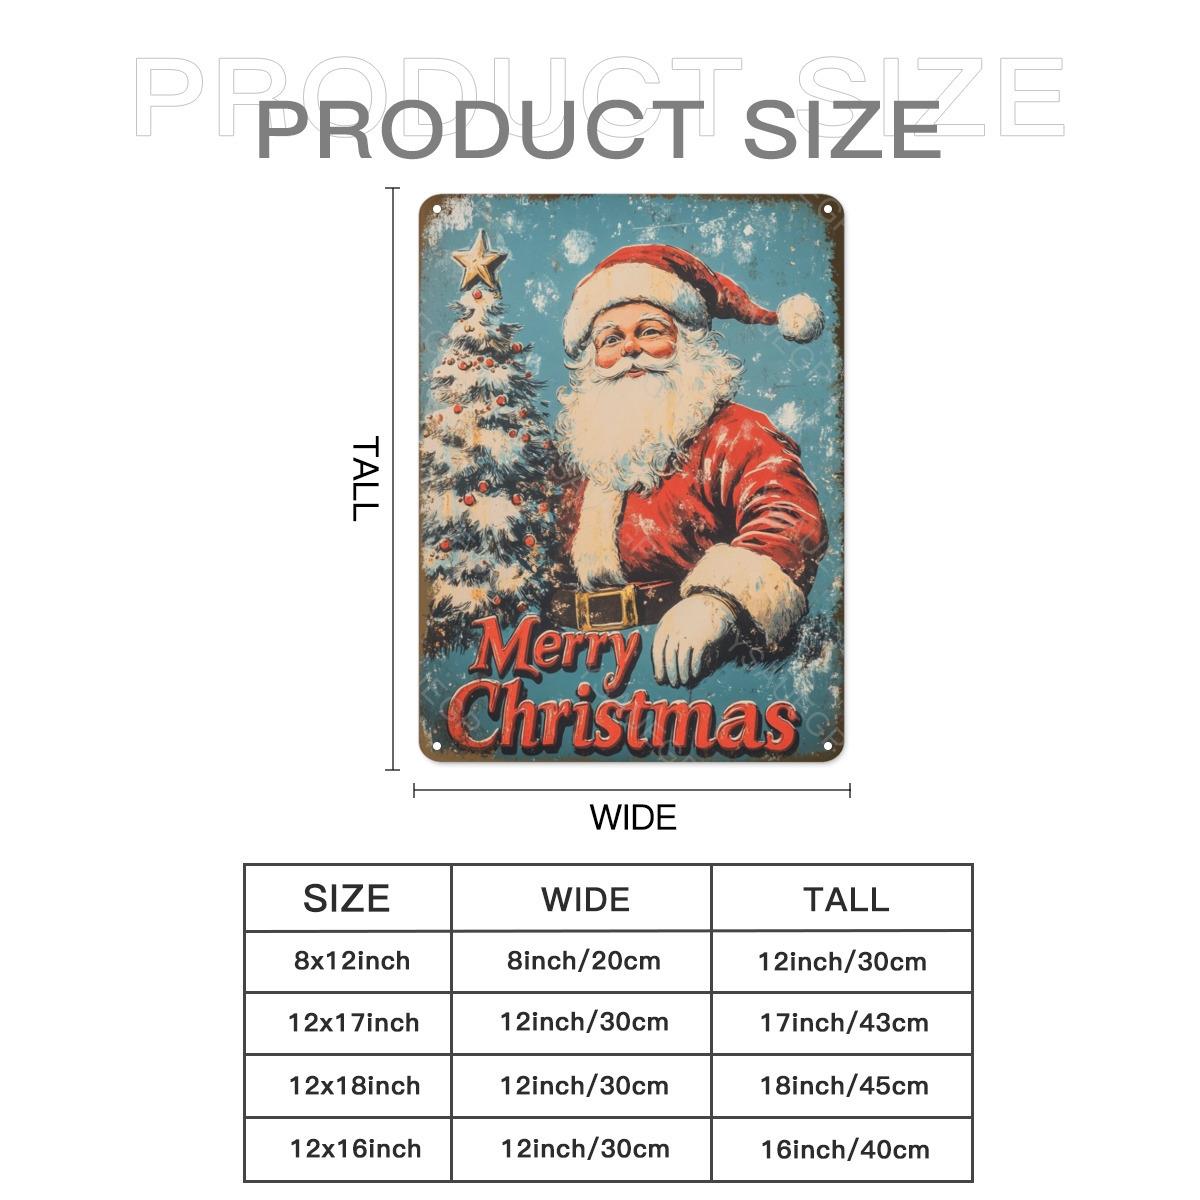 PRODUCT SIZE
PRODUCT SIZE
TALL
Merry
Christmas
WIDE
SIZE WIDE TALL
8x12inch 8inch/20cm 12inch/30cm
12x17inch 12inch/30cm 17inch/43cm
12x18inch 12inch/30cm 18inch/45cm
12x16inch 12inch/30cm 16inch/40cm